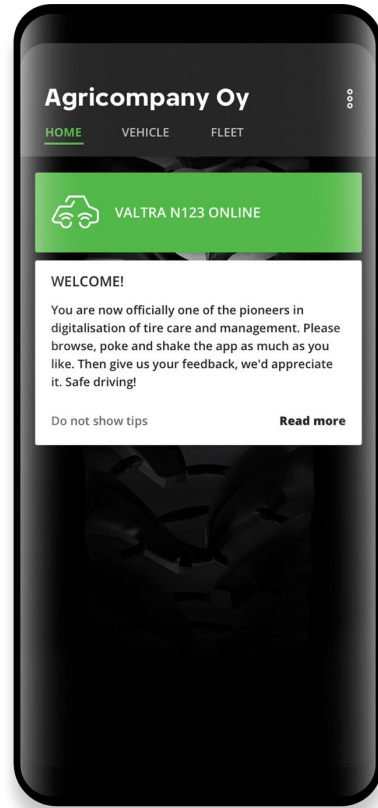 Agricompany Oy
HOME VEHICLE FLEET
VALTRA N123 ONLINE
WELCOME!
You are now officially one of the pioneers in
digitalisation of tire care and management. Please
browse, poke and shake the app as much as you
like. Then give us your feedback, we'd appreciate
it. Safe driving!
Do not show tips Read more